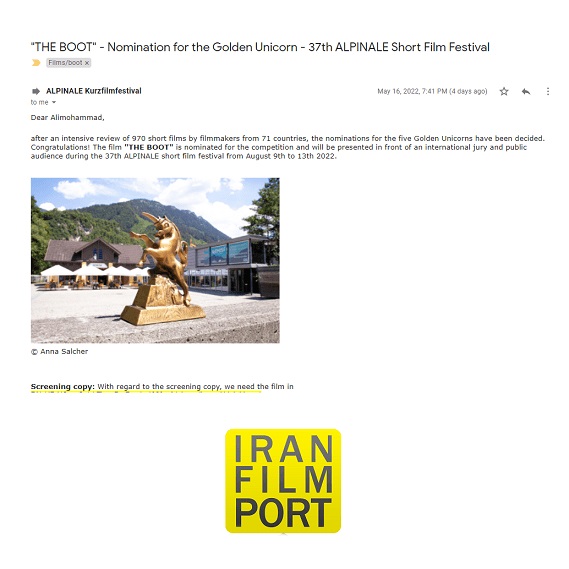 "THE BOOT" - Nomination for the Golden Unicorn - 37th ALPINALE Short Film Festival
Films/boot ×
ALPINALE Kurzfilmfestival
May 16, 2022, 7:41 PM (4 days ago)
to me
Dear Alimohammad,
after an intensive review of 970 short films by filmmakers from 71 countries, the nominations for the five Golden Unicorns have been decided.
Congratulations! The film "THE BOOT" is nominated for the competition and will be presented in front of an international jury and public
audience during the 37th ALPINALE short film festival from August 9th to 13th 2022.
© Anna Salcher
Screening copy: With regard to the screening copy, we need the film in
IRAN
FILM
PORT